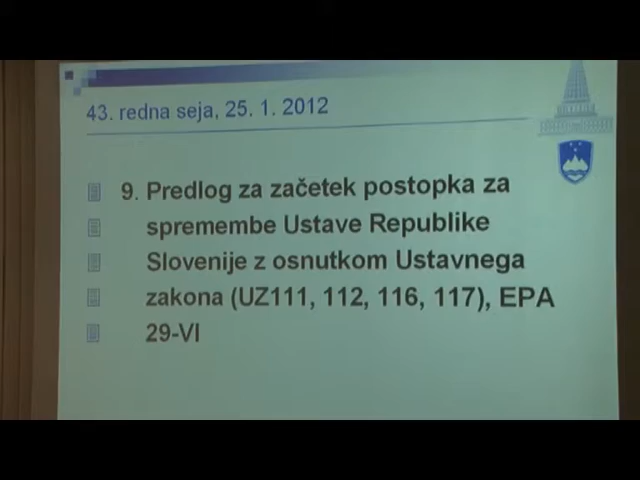 43. redna seja, 25. 1. 2012
9. Predlog za začetek postopka za
spremembe Ustave Republike
Slovenije z osnutkom Ustavnega
zakona (UZ111, 112, 116, 117), EPA
29-VI